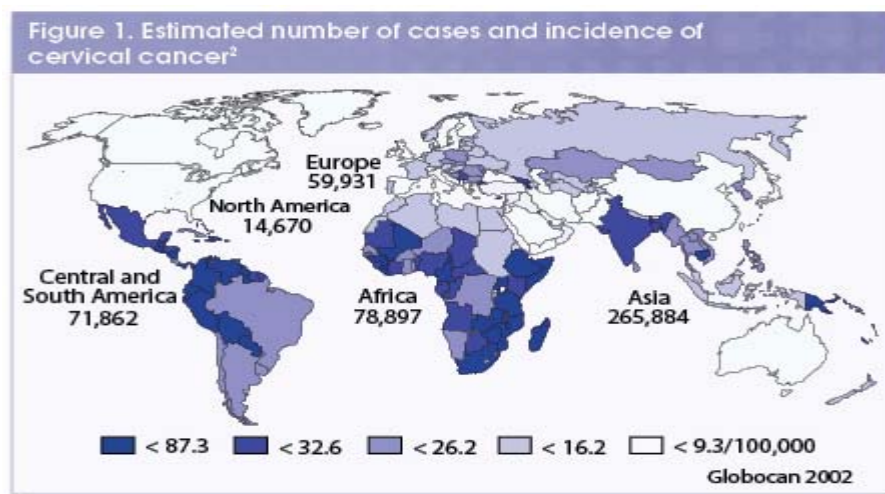 Figure 1. Estimated number of cases and incidence of
cervical cancer²
Europe
59,931
North America
14,670
Central and
South America
71,862
Africa
78,897
Asia
265,884
< 87.3 < 32.6 < 26.2 < 16.2 < 9.3/100,000
Globocan 2002